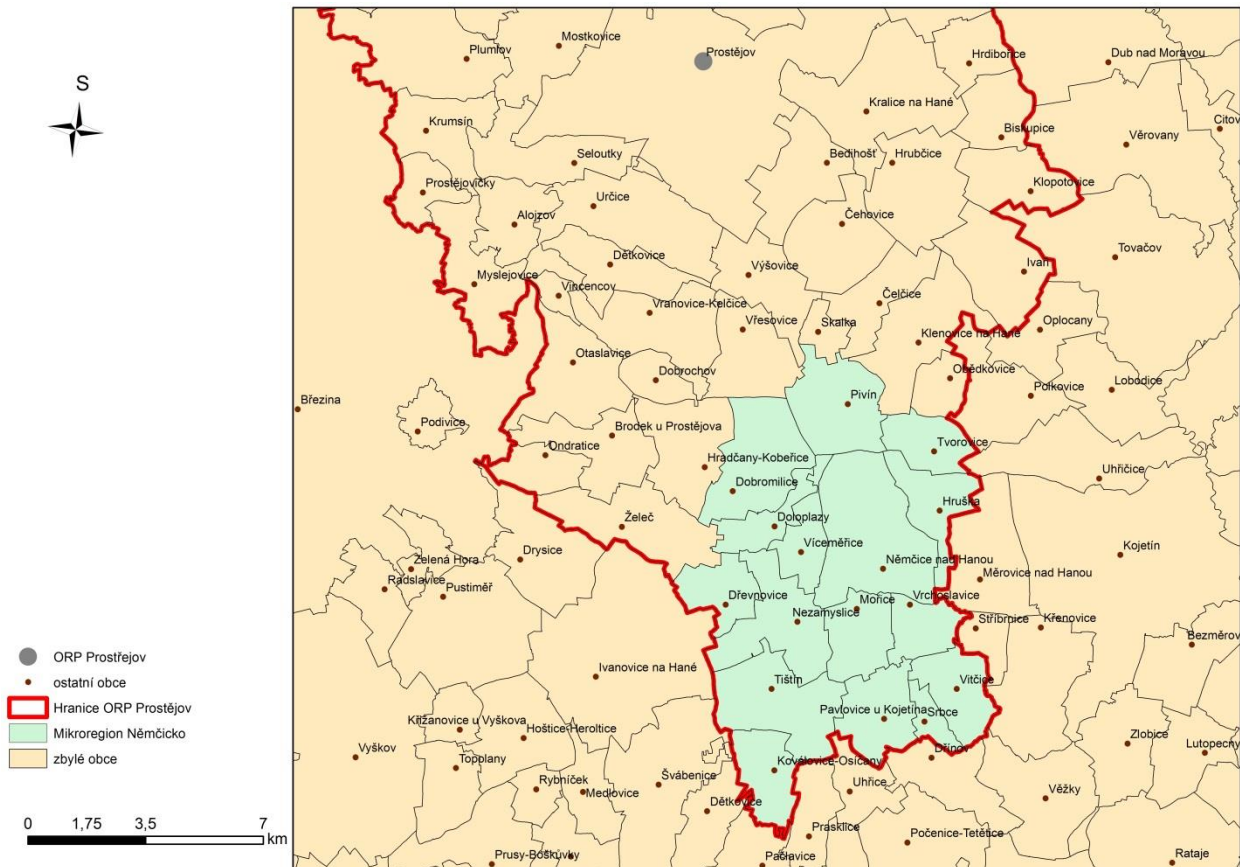 S
ORP Prostřejov
ostatní obce
Hranice ORP Prostějov
Mikroregion Němčicko
zbylé obce
0 1,75 3,5 7
km
Plumlov
Mostkovice
Prostějov
Hrdibořice
Dub nad Moravou
Kralice na Hané
Citov
Krumsín
Biskupice
Věrovany
Seloutky
Bedihošť
Hrubčice
Prostějovičky
Klopotovice
Určice
Alojzov
Čehovice
Tovačov
Dětkovice
Výšovice
Ivaň
Myslejovice
Vincencov
Čelčice
Vranovice-Kelčice
Vřesovice
Skalka
Klenovice na Hané
Oplocany
Otaslavice
Dobrochov
Obědkovice
Polkovice
Lobodice
Březina
Pivín
Podivice
Brodek u Prostějova
Ondratice
Tvorovice
Hradčany-Kobeřice
Uhřičice
Dobromilice
Hruška
Želeč
Doloplazy
Drysice
Víceměřice
Kojetín
Želená Hora
Němčice nad Hanou
Měrovice nad Hanou
Radslavice
Pustiměř
Dřevnovice
Mořice
Vrchoslavice
Nezamyslice
Stříbrnice
Křenovice
Bezměrov
Ivanovice na Hané
Tištín
Vitčice
Pavlovice u Kojetína
Srbce
Křižanovice u Vyškova
Hoštice-Heroltice
Vyškov
Topolany
Dřínov
Zlobice
Lutopecny
Koválovice-Osíčany
Rybníček
Medlovice
Švábenice
Uhřice
Věžky
Dětkovice
Prasklice
Počenice-Tetětice
Prusy-Boškůvky
Pačlavice
Rataje